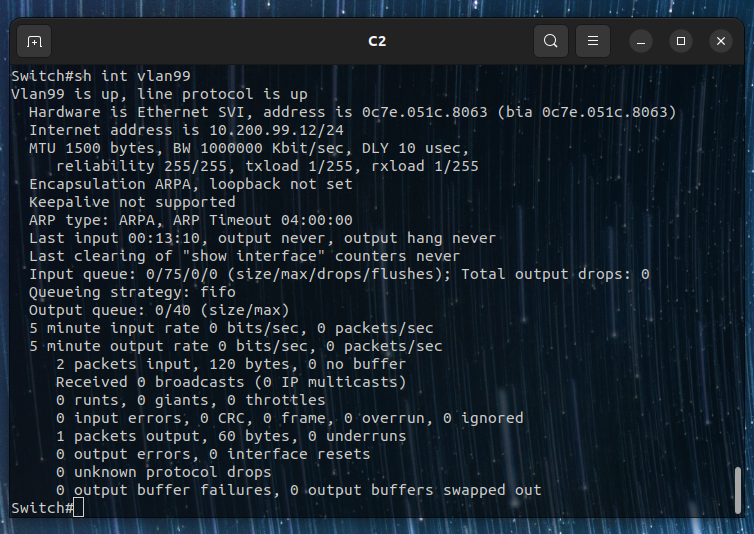 C2
Switch#sh int vlan99
Vlan99 is up, line protocol is up
  Hardware is Ethernet SVI, address is 0c7e.051c.8063 (bia 0c7e.051c.8063)
  Internet address is 10.200.99.12/24
  MTU 1500 bytes, BW 1000000 Kbit/sec, DLY 10 usec,
     reliability 255/255, txload 1/255, rxload 1/255
  Encapsulation ARPA, loopback not set
  Keepalive not supported
  ARP type: ARPA, ARP Timeout 04:00:00
  Last input 00:13:10, output never, output hang never
  Last clearing of "show interface" counters never
  Input queue: 0/75/0/0 (size/max/drops/flushes); Total output drops: 0
  Queueing strategy: fifo
  Output queue: 0/40 (size/max)
  5 minute input rate 0 bits/sec, 0 packets/sec
  5 minute output rate 0 bits/sec, 0 packets/sec
     2 packets input, 120 bytes, 0 no buffer
     Received 0 broadcasts (0 IP multicasts)
     0 runts, 0 giants, 0 throttles
     0 input errors, 0 CRC, 0 frame, 0 overrun, 0 ignored
     1 packets output, 60 bytes, 0 underruns
     0 output errors, 0 interface resets
     0 unknown protocol drops
     0 output buffer failures, 0 output buffers swapped out
Switch#